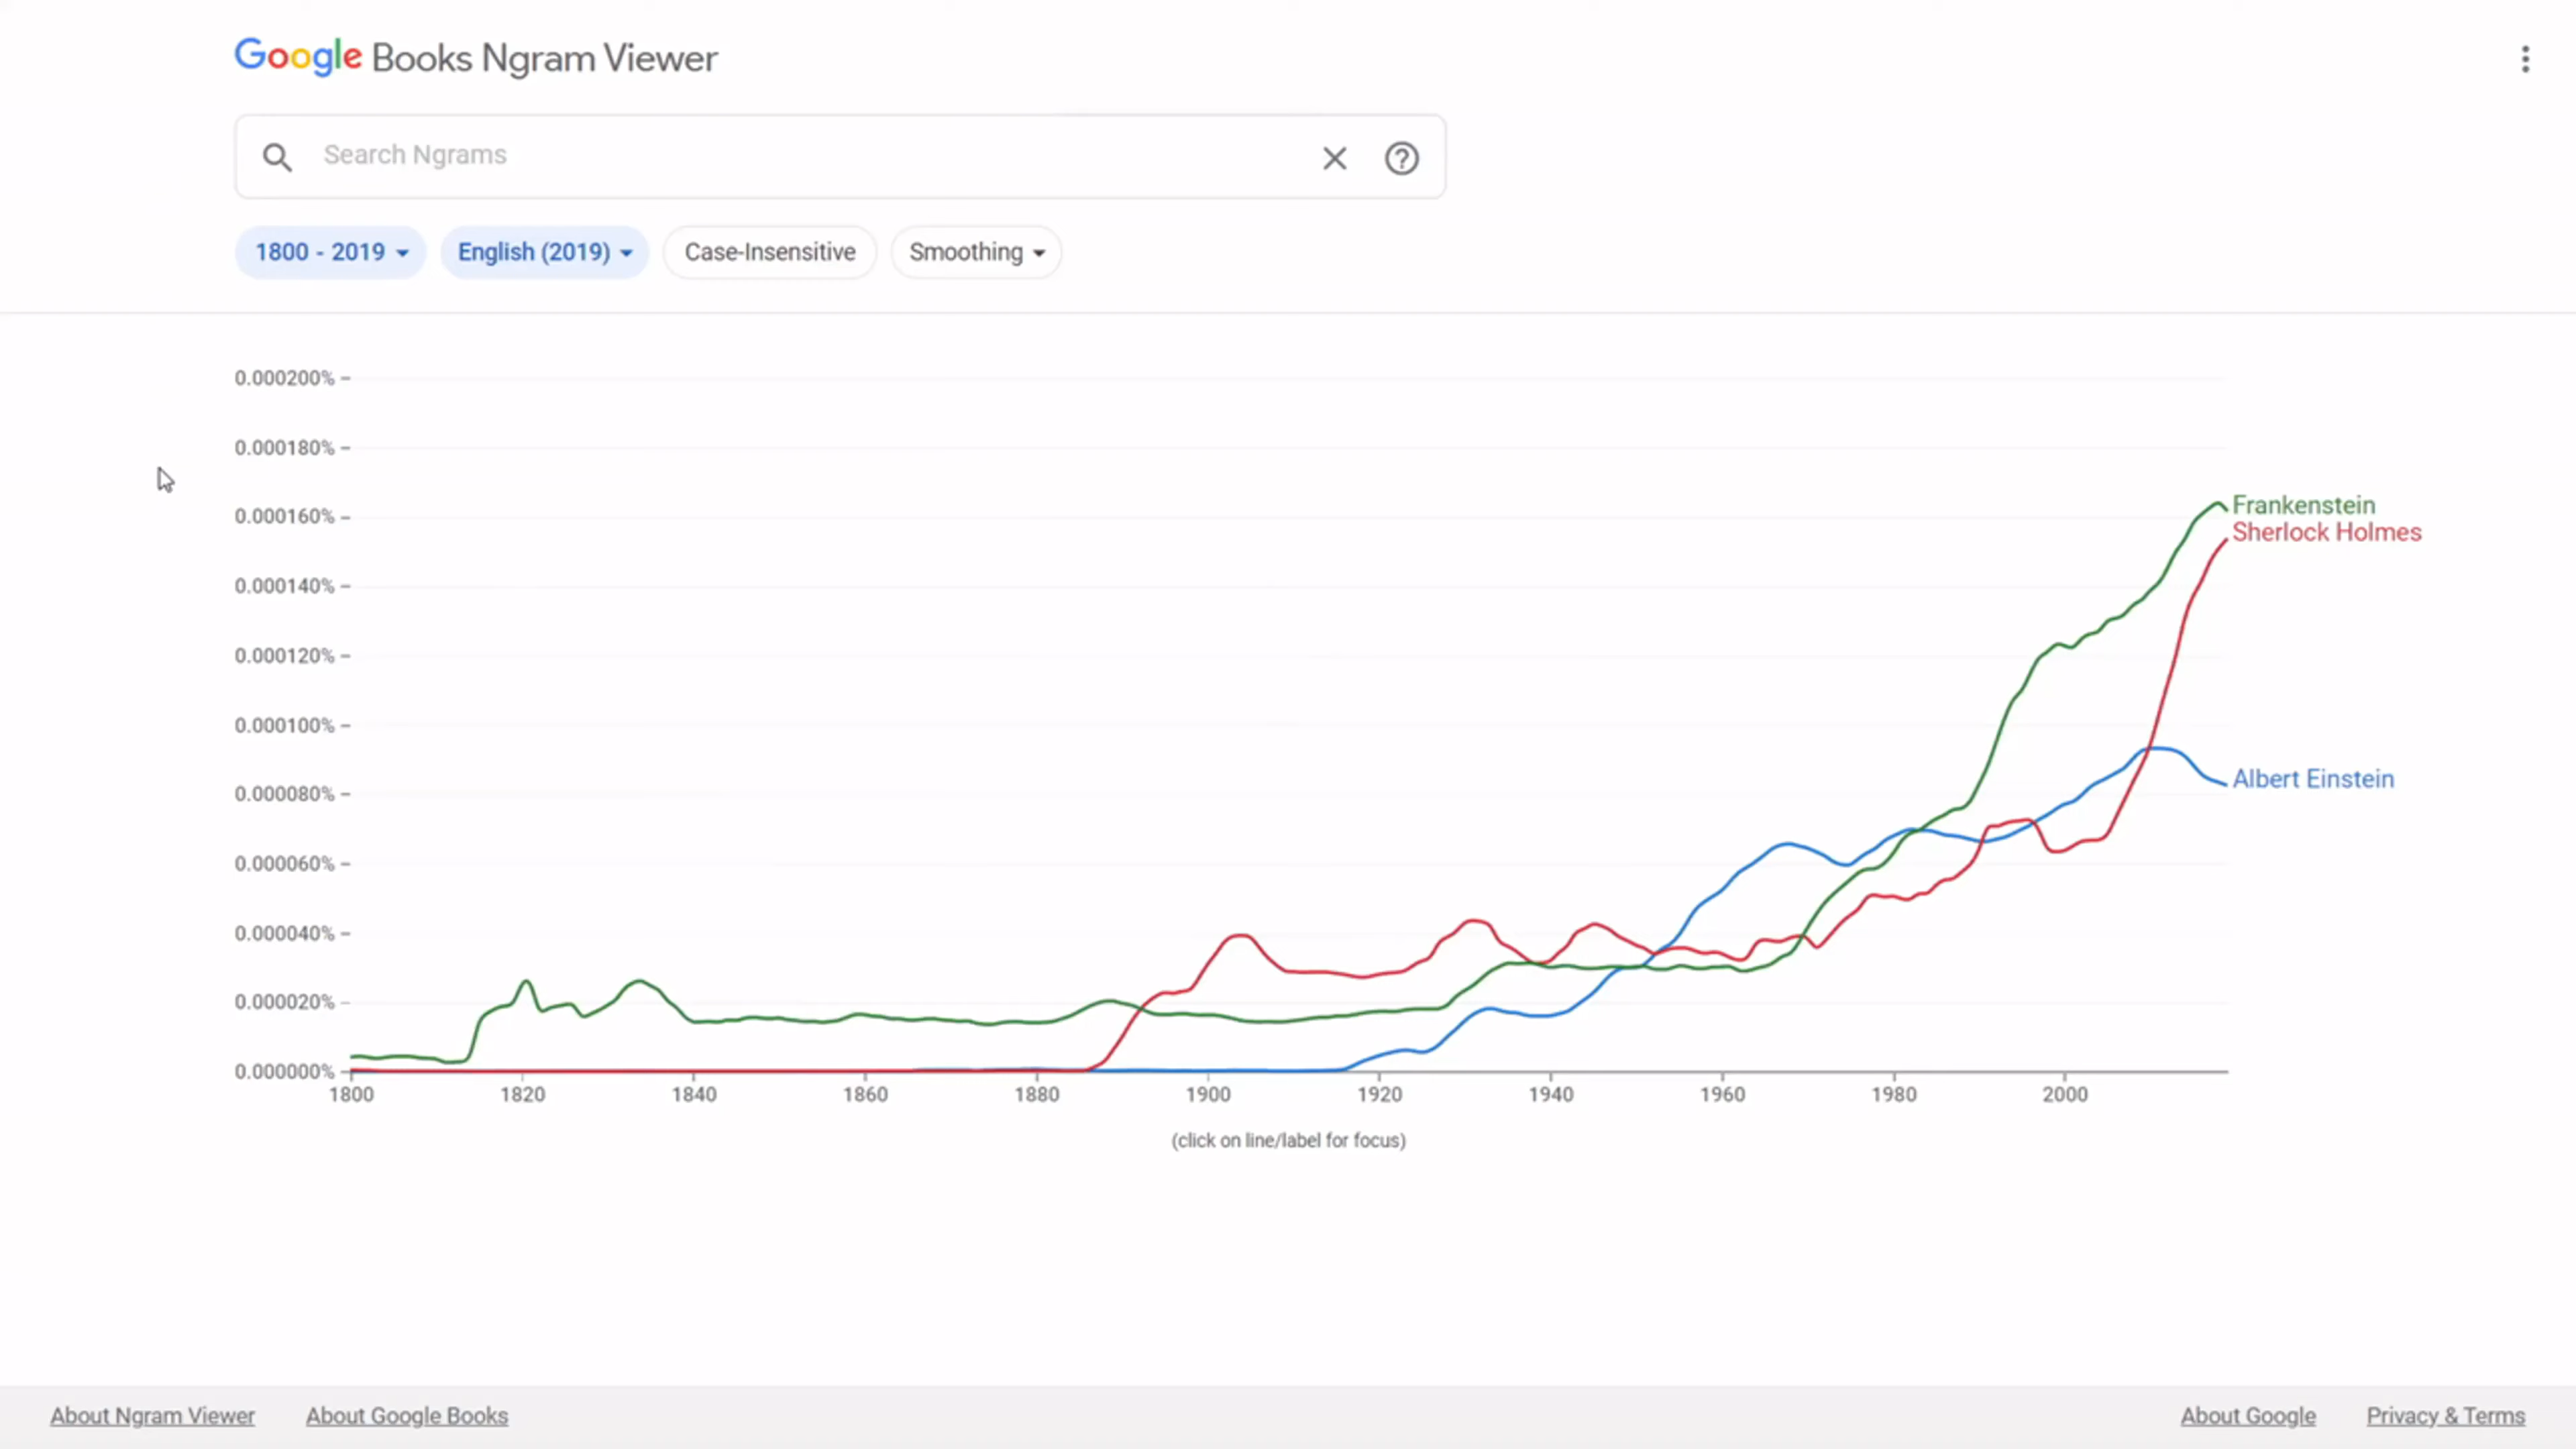 Google Books Ngram Viewer
Search Ngrams
1800 - 2019 English (2019) Case-Insensitive Smoothing
0.000200%
0.000180%
0.000160%
0.000140%
0.000120%
0.000100%
0.000080%
0.000060%
0.000040%
0.000020%
0.000000%
Frankenstein
Sherlock Holmes
Albert Einstein
1800 1820 1840 1860 1880 1900 1920 1940 1960 1980 2000
(click on line/label for focus)
About Ngram Viewer About Google Books About Google Privacy & Terms